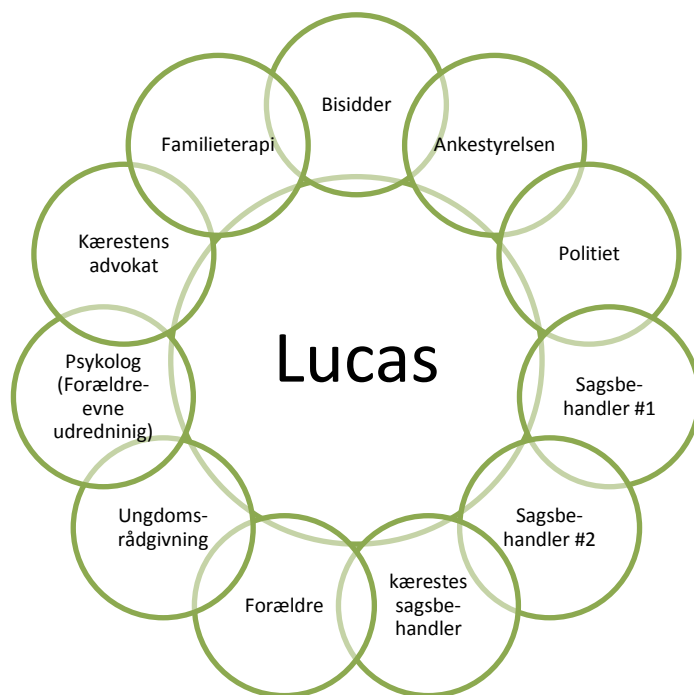 Bisidder
Ankestyrelsen
Politiet
Sagsbe-
handler #1
Sagsbe-
handler #2
kærestes
sagsbe-
handler
Forældre
Ungdoms-
rådgivning
Psykolog
(Forældre-
evne
udredninig)
Kærestens
advokat
Familieterapi
Lucas